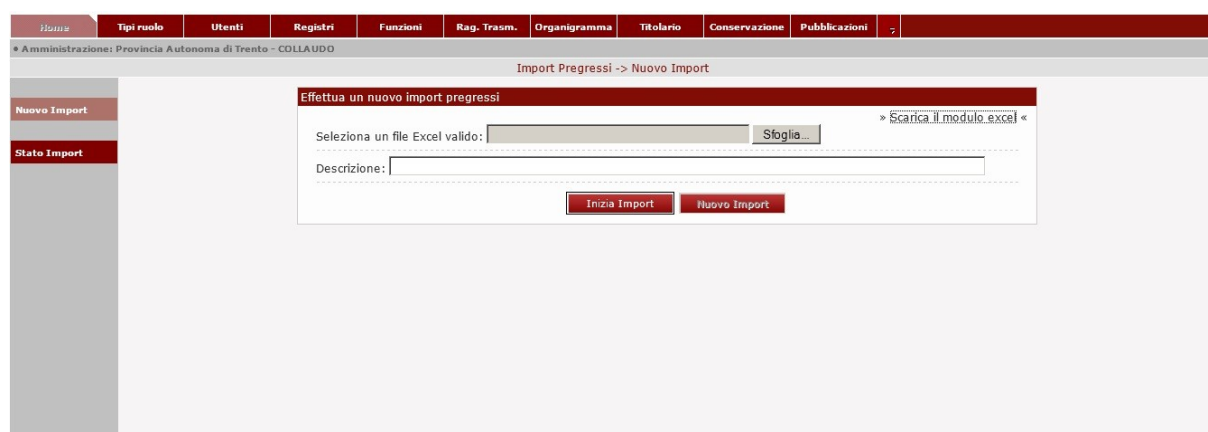 Home Tipi ruolo Utenti Registri Funzioni Rag. Trasm. Organigramma Titolario Conservazione Pubblicazioni
• Amministrazione: Provincia Autonoma di Trento - COLLAUDO
Import Pregressi -> Nuovo Import
Nuovo Import
Stato Import
Effettua un nuovo import pregressi
» Scarica il modulo excel «
Seleziona un file Excel valido: Sfoglia...
Descrizione:
Inizia Import Nuovo Import